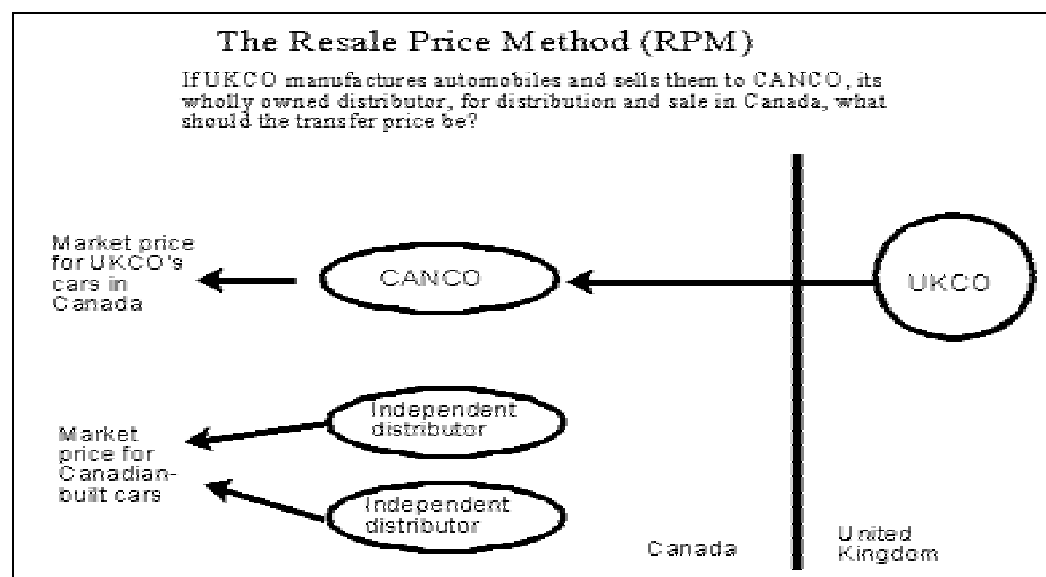 The Resale Price Method (RPM)
If UKCO manufactures automobiles and sells them to CANCO, its
wholly owned distributor, for distribution and sale in Canada, what
should the transfer price be?
Market price
for UKCO's
cars in
Canada
CANCO
UKCO
Independent
distributor
Market
price for
Canadian-
built cars
Independent
distributor
Canada
United
Kingdom